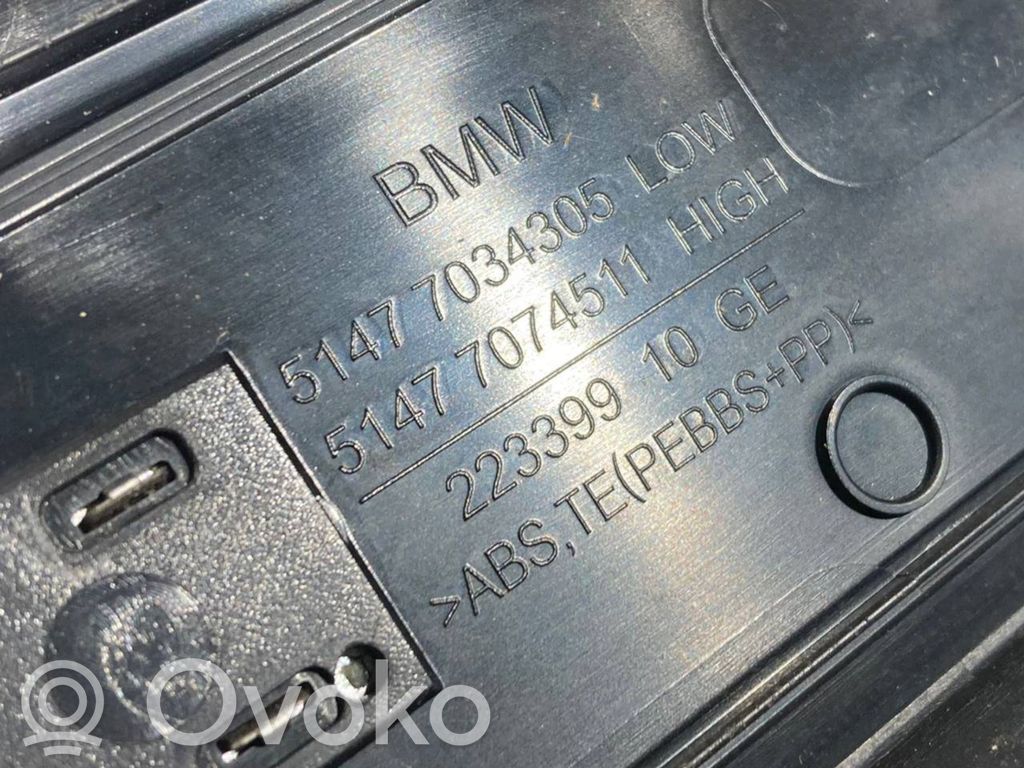 BMW
5147 7034305 LOW
5147 7074511 HIGH
223399 10 GE
>ABS,TE(PEBBS+PP)<
Ovoko